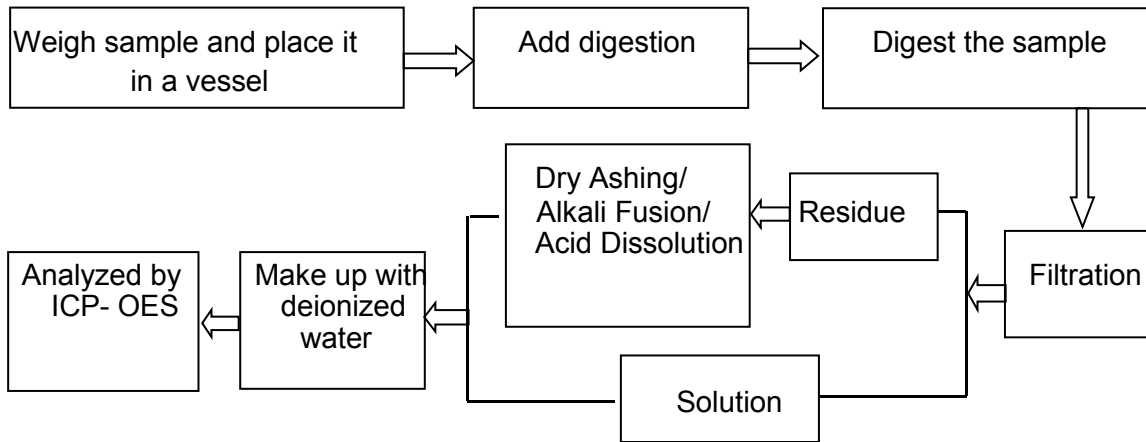 Weigh sample and place it
in a vessel
Add digestion
Digest the sample
Dry Ashing/
Alkali Fusion/
Acid Dissolution
Residue
Filtration
Analyzed by
ICP- OES
Make up with
deionized
water
Solution